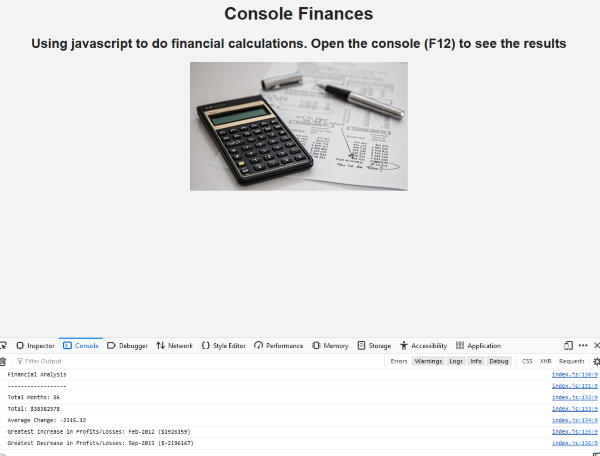 Console Finances
Using javascript to do financial calculations. Open the console (F12) to see the results
Inspector Console Debugger Network Style Editor Performance Memory Storage Accessibility Application
Filter Output Errors Warnings Logs Info Debug CSS XHR Requests
Financial Analysis index.js:130:9
------------------ index.js:131:9
Total Months: 86 index.js:132:9
Total: $38382578 index.js:133:9
Average Change: -2315.12 index.js:134:9
Greatest Increase in Profits/Losses: Feb-2012 ($1926159) index.js:135:9
Greatest Decrease in Profits/Losses: Sep-2013 ($-2196167) index.js:136:9